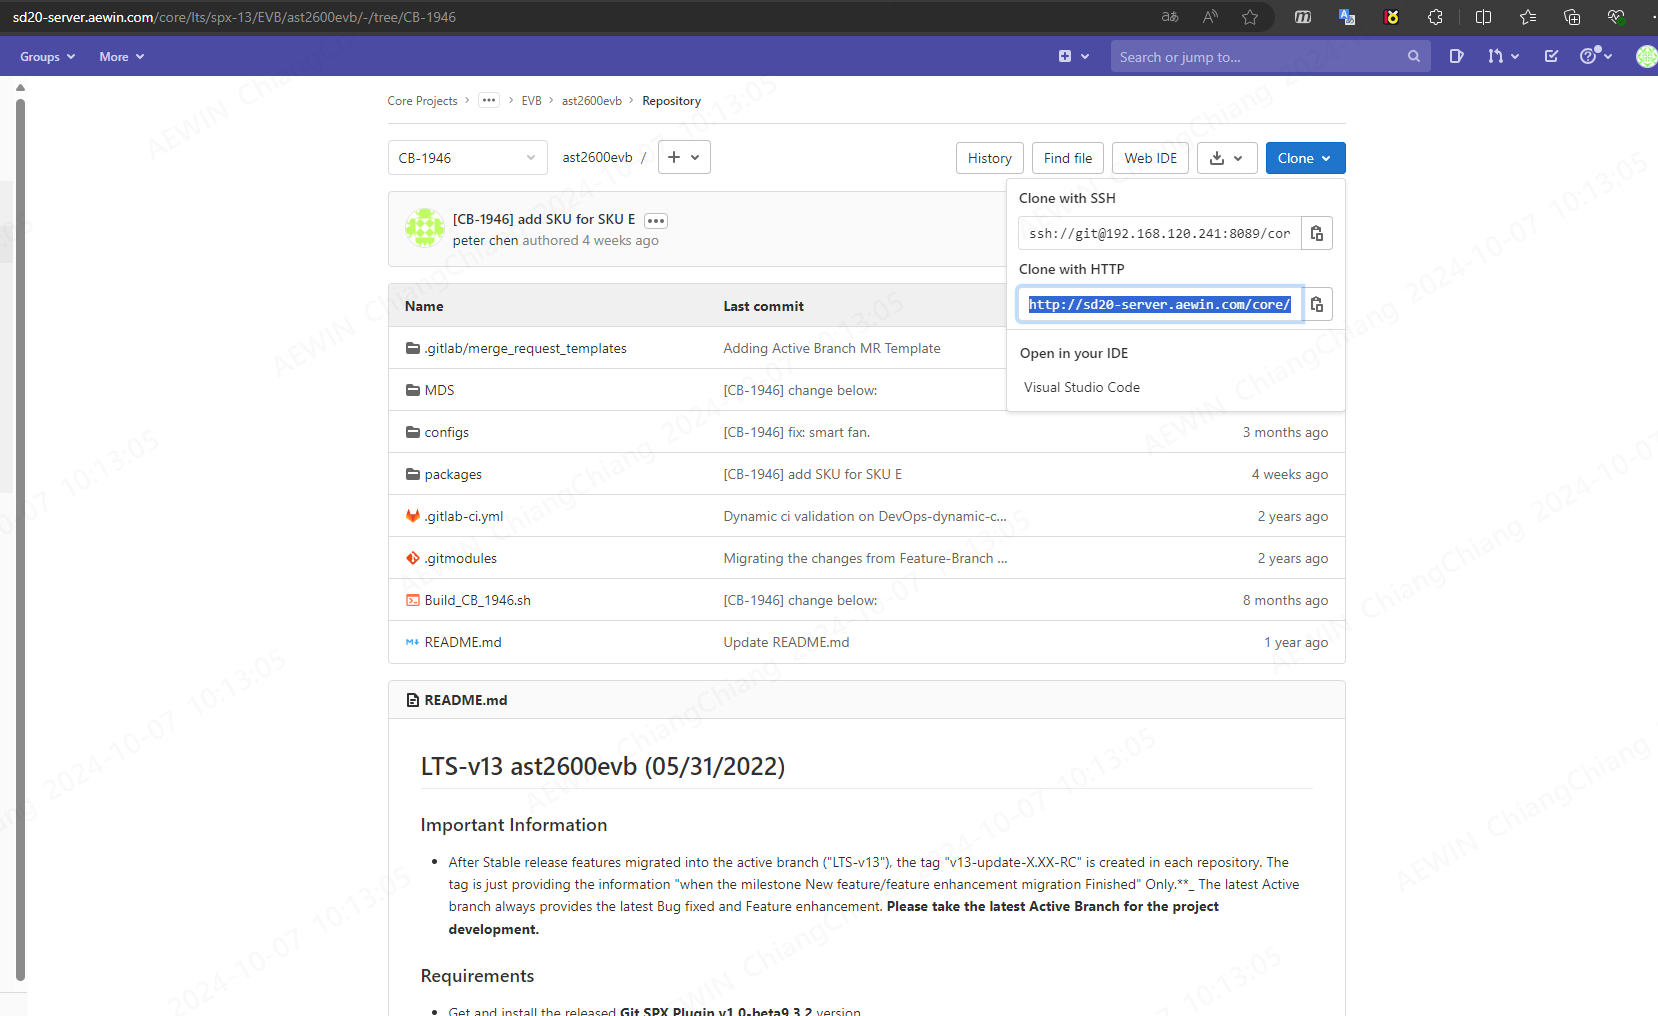 sd20-server.aewin.com/core/lts/spx-13/EVB/ast2600evb/-/tree/CB-1946
Groups More Search or jump to...
Core Projects > ... > EVB > ast2600evb > Repository
CB-1946 ast2600evb / + History Find file Web IDE Clone
Clone with SSH
[CB-1946] add SKU for SKU E ...
peter chen authored 4 weeks ago
ssh://git@192.168.120.241:8089/cor
Clone with HTTP
http://sd20-server.aewin.com/core/
Open in your IDE
Visual Studio Code
Name Last commit
.gitlab/merge_request_templates Adding Active Branch MR Template
MDS [CB-1946] change below:
configs [CB-1946] fix: smart fan. 3 months ago
packages [CB-1946] add SKU for SKU E 4 weeks ago
.gitlab-ci.yml Dynamic ci validation on DevOps-dynamic-c... 2 years ago
.gitmodules Migrating the changes from Feature-Branch ... 2 years ago
Build_CB_1946.sh [CB-1946] change below: 8 months ago
README.md Update README.md 1 year ago
README.md
LTS-v13 ast2600evb (05/31/2022)
Important Information
• After Stable release features migrated into the active branch ("LTS-v13"), the tag "v13-update-X.XX-RC" is created in each repository. The
tag is just providing the information "when the milestone New feature/feature enhancement migration Finished" Only.**_ The latest Active
branch always provides the latest Bug fixed and Feature enhancement. Please take the latest Active Branch for the project
development.
Requirements
• Get and install the released Git SPX Plugin v1.0-beta9.3.2 version
AEWIN ChiangChiang 2024-10-07 10:13:05